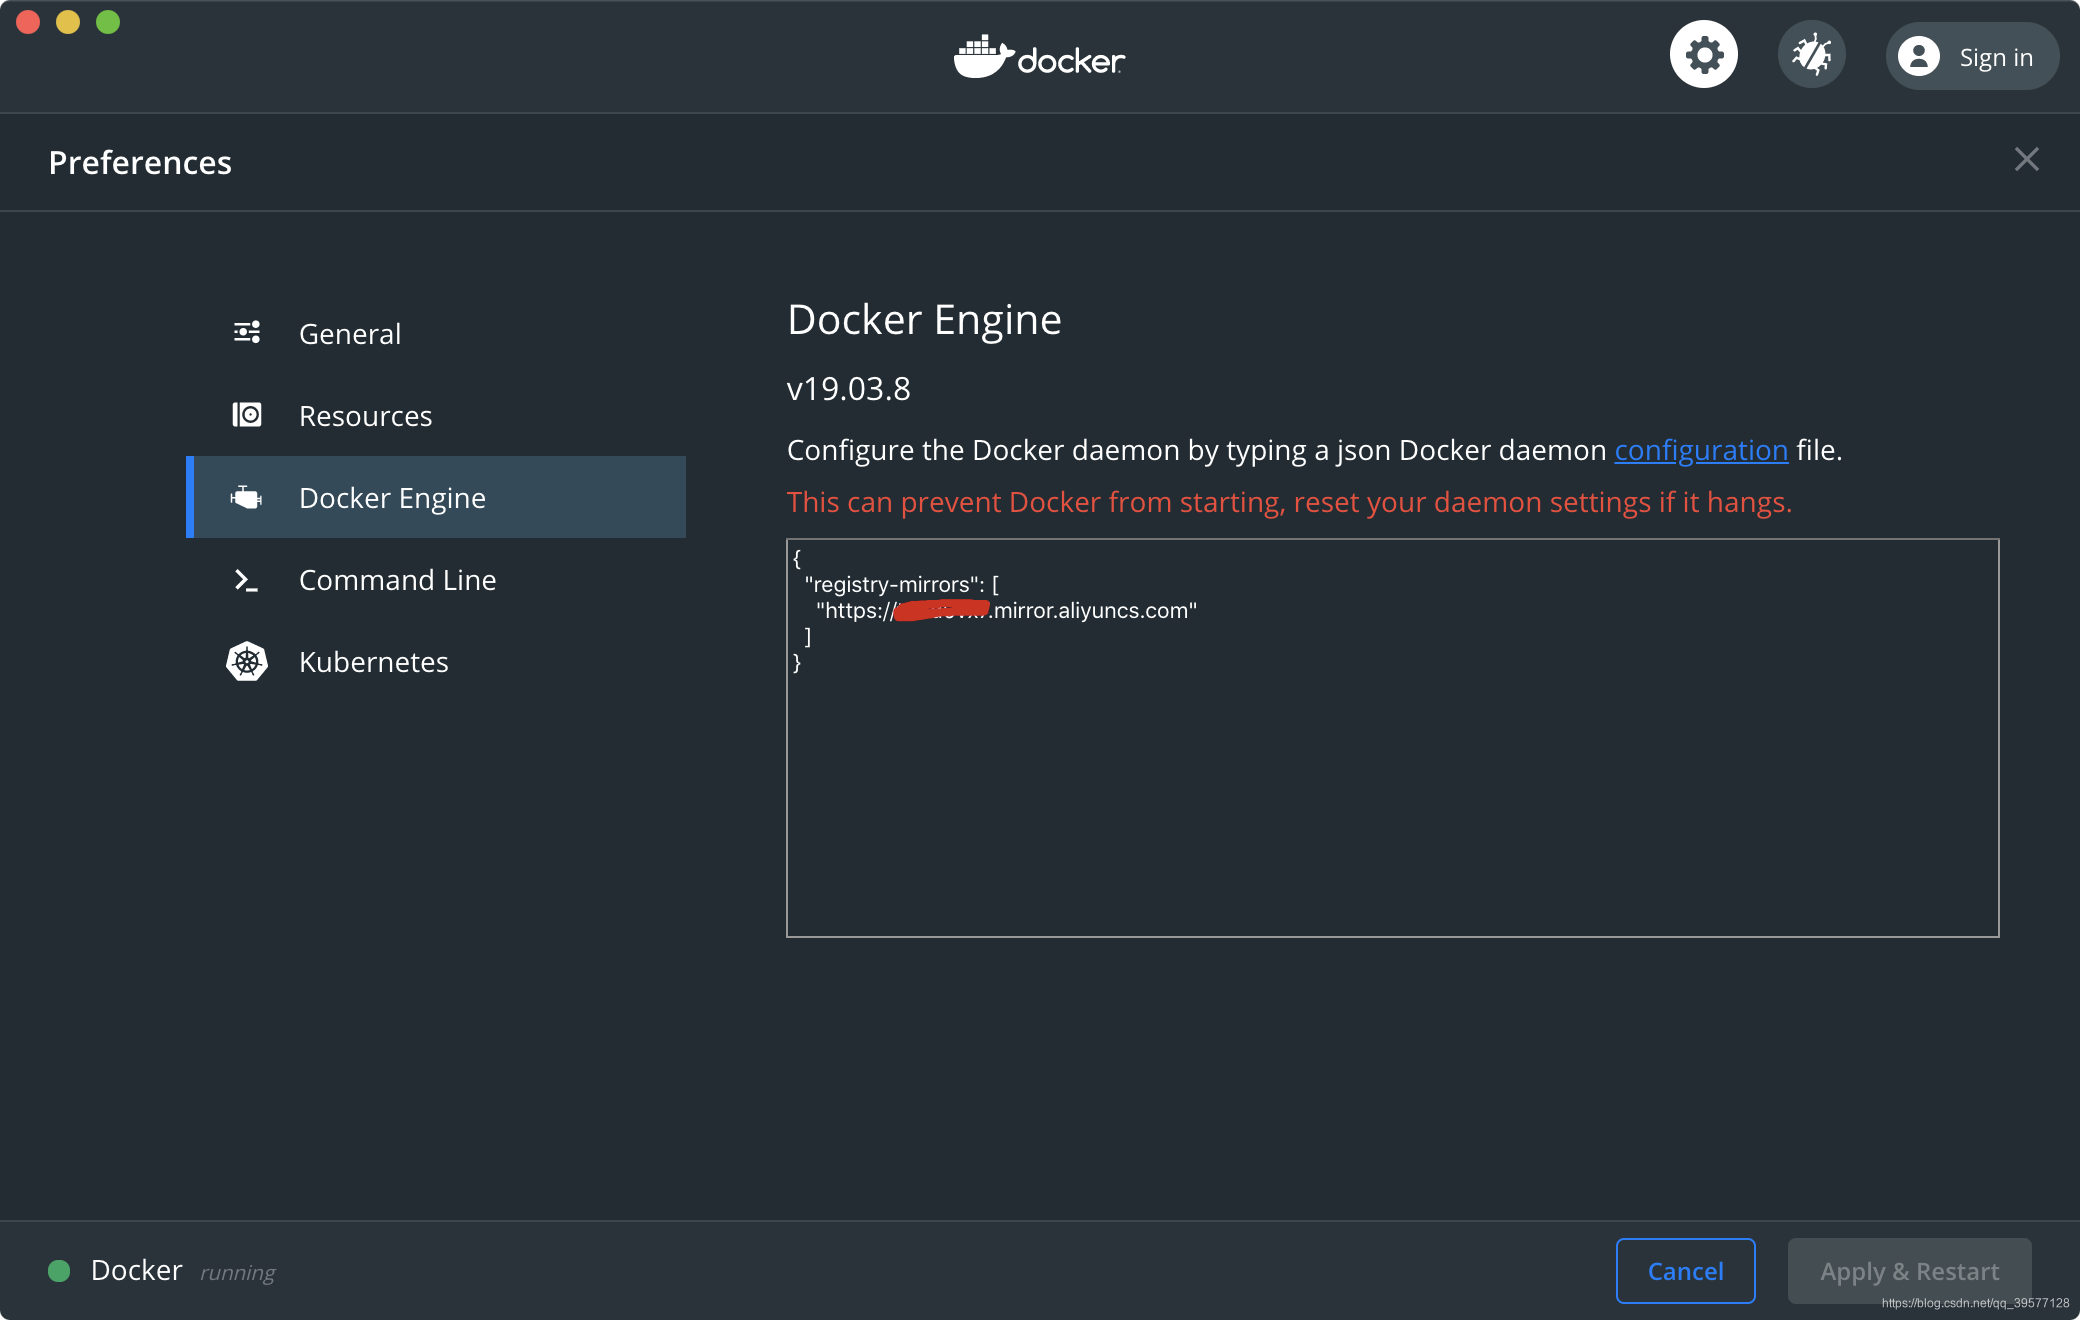 docker
Sign in
Preferences
General
Resources
Docker Engine
Command Line
Kubernetes
Docker Engine
v19.03.8
Configure the Docker daemon by typing a json Docker daemon configuration file.
This can prevent Docker from starting, reset your daemon settings if it hangs.
{
"registry-mirrors": [
"https://.mirror.aliyuncs.com"
]
}
Docker running
Cancel
Apply & Restart
https://blog.csdn.net/qq_39577128